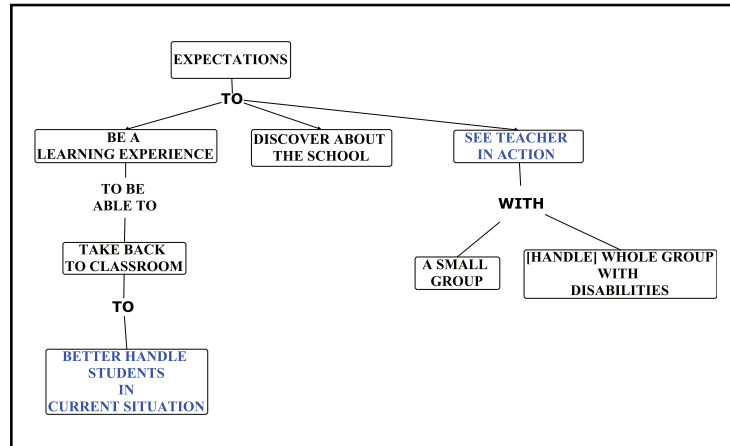 EXPECTATIONS
TO
BE A
LEARNING EXPERIENCE
DISCOVER ABOUT
THE SCHOOL
SEE TEACHER
IN ACTION
TO BE
ABLE TO
WITH
TAKE BACK
TO CLASSROOM
A SMALL
GROUP
[HANDLE] WHOLE GROUP
WITH
DISABILITIES
TO
BETTER HANDLE
STUDENTS
IN
CURRENT SITUATION